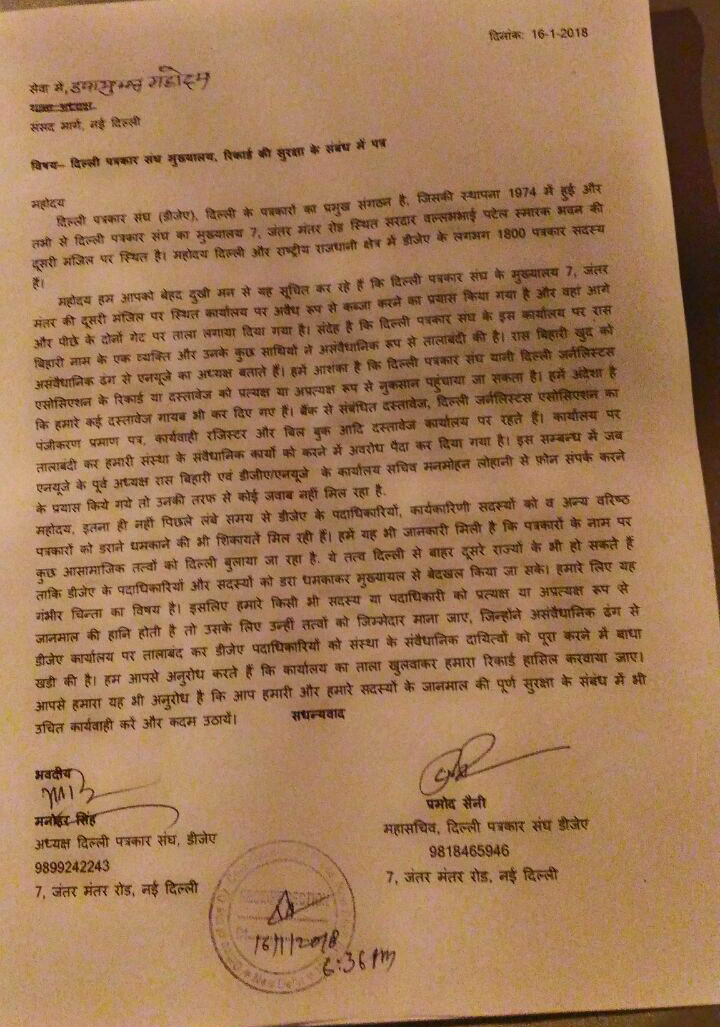 दिनांक: 16-1-2018
सेवा में, उपायुक्त महोदय
थाना अध्यक्ष
संसद मार्ग, नई दिल्ली
विषय– दिल्ली पत्रकार संघ मुख्यालय, रिकार्ड की सुरक्षा के संबंध में पत्र
महोदय
दिल्ली पत्रकार संघ (डीजेए), दिल्ली के पत्रकारों का प्रमुख संगठन है, जिसकी स्थापना 1974 में हुई और
तभी से दिल्ली पत्रकार संघ का मुख्यालय 7, जंतर मंतर रोड स्थित सरदार वल्लभभाई पटेल स्मारक भवन की
दूसरी मंजिल पर स्थित है। महोदय दिल्ली और राष्ट्रीय राजधानी क्षेत्र में डीजेए के लगभग 1800 पत्रकार सदस्य
हैं।
महोदय हम आपको बेहद दुखी मन से यह सूचित कर रहे हैं कि दिल्ली पत्रकार संघ के मुख्यालय 7, जंतर
मंतर की दूसरी मंजिल पर स्थित कार्यालय पर अवैध रूप से कब्जा करने का प्रयास किया गया है और वहां आगे
और पीछे के दोनों गेट पर ताला लगाया दिया गया है। संदेह है कि दिल्ली पत्रकार संघ के इस कार्यालय पर रास
बिहारी नाम के एक व्यक्ति और उनके कुछ साथियों ने असंवैधानिक रूप से तालाबंदी की है। रास बिहारी खुद को
असंवैधानिक ढंग से एनयूजे का अध्यक्ष बताते हैं। हमें आशंका है कि दिल्ली पत्रकार संघ यानी दिल्ली जर्नलिस्टस
एसोसिएशन के रिकार्ड या दस्तावेज को प्रत्यक्ष या अप्रत्यक्ष रूप से नुकसान पहुंचाया जा सकता है। हमें अंदेशा है
कि हमारे कई दस्तावेज गायब भी कर दिए गए हैं। बैंक से संबंधित दस्तावेज, दिल्ली जर्नलिस्टस एसोसिएशन का
पंजीकरण प्रमाण पत्र, कार्यवाही रजिस्टर और बिल बुक आदि दस्तावेज कार्यालय पर रहते हैं। कार्यालय पर
तालाबंदी कर हमारी संस्था के संवैधानिक कार्यो को करने में अवरोध पैदा कर दिया गया है। इस सम्बन्ध में जब
एनयूजे के पूर्व अध्यक्ष रास बिहारी एवं डीजीए/एनयूजे के कार्यालय सचिव मनमोहन लोहानी से फ़ोन संपर्क करने
के प्रयास किये गये तो उनकी तरफ से कोई जवाब नहीं मिल रहा है.
महोदय, इतना ही नहीं पिछले लंबे समय से डीजेए के पदाधिकारियों, कार्यकारिणी सदस्यों को व अन्य वरिष्ठ
पत्रकारों को डराने धमकाने की भी शिकायतें मिल रही हैं। हमें यह भी जानकारी मिली है कि पत्रकारों के नाम पर
कुछ आसामाजिक तत्वों को दिल्ली बुलाया जा रहा है. ये तत्व दिल्ली से बाहर दूसरे राज्यों के भी हो सकते हैं
ताकि डीजेए के पदाधिकारियों और सदस्यों को डरा धमकाकर मुख्यायल से बेदखल किया जा सके। हमारे लिए यह
गंभीर चिन्ता का विषय है। इसलिए हमारे किसी भी सदस्य या पदाधिकारी को प्रत्यक्ष या अप्रत्यक्ष रूप से
जानमाल की हानि होती है तो उसके लिए उन्हीं तत्वों को जिम्मेदार माना जाए, जिन्होंने असंवैधानिक ढंग से
डीजेए कार्यालय पर तालाबंद कर डीजेए पदाधिकारियों को संस्था के संवैधानिक दायित्वों को पूरा करने में बाधा
खडी की है। हम आपसे अनुरोध करते हैं कि कार्यालय का ताला खुलवाकर हमारा रिकार्ड हासिल करवाया जाए।
आपसे हमारा यह भी अनुरोध है कि आप हमारी और हमारे सदस्यों के जानमाल की पूर्ण सुरक्षा के संबंध में भी
उचित कार्यवाही करें और कदम उठायें। सधन्यवाद
भवदीय
मनोहर सिंह
अध्यक्ष दिल्ली पत्रकार संघ, डीजेए
9899242243
7, जंतर मंतर रोड, नई दिल्ली
प्रमोद सैनी
महासचिव, दिल्ली पत्रकार संघ डीजेए
9818465946
7, जंतर मंतर रोड, नई दिल्ली
New Delhi
16/1/2018
6:36 PM